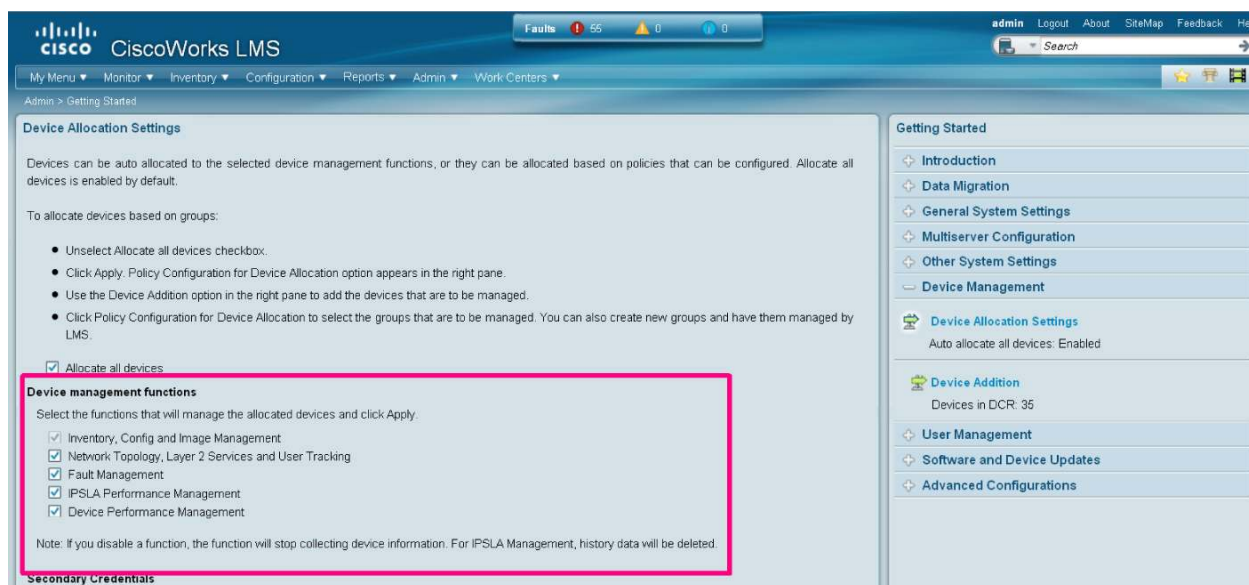 Faults 55 0 0
admin Logout About SiteMap Feedback He
CISCO CiscoWorks LMS
Search
My Menu Monitor Inventory Configuration Reports Admin Work Centers
Admin > Getting Started
Device Allocation Settings
Devices can be auto allocated to the selected device management functions, or they can be allocated based on policies that can be configured. Allocate all
devices is enabled by default.
To allocate devices based on groups:
• Unselect Allocate all devices checkbox.
• Click Apply. Policy Configuration for Device Allocation option appears in the right pane.
• Use the Device Addition option in the right pane to add the devices that are to be managed.
• Click Policy Configuration for Device Allocation to select the groups that are to be managed. You can also create new groups and have them managed by
LMS.
Allocate all devices
Device management functions
Select the functions that will manage the allocated devices and click Apply.
Inventory, Config and Image Management
Network Topology, Layer 2 Services and User Tracking
Fault Management
IPSLA Performance Management
Device Performance Management
Note: If you disable a function, the function will stop collecting device information. For IPSLA Management, history data will be deleted.
Secondary Credentials
Getting Started
Introduction
Data Migration
General System Settings
Multiserver Configuration
Other System Settings
Device Management
Device Allocation Settings
Auto allocate all devices: Enabled
Device Addition
Devices in DCR: 35
User Management
Software and Device Updates
Advanced Configurations